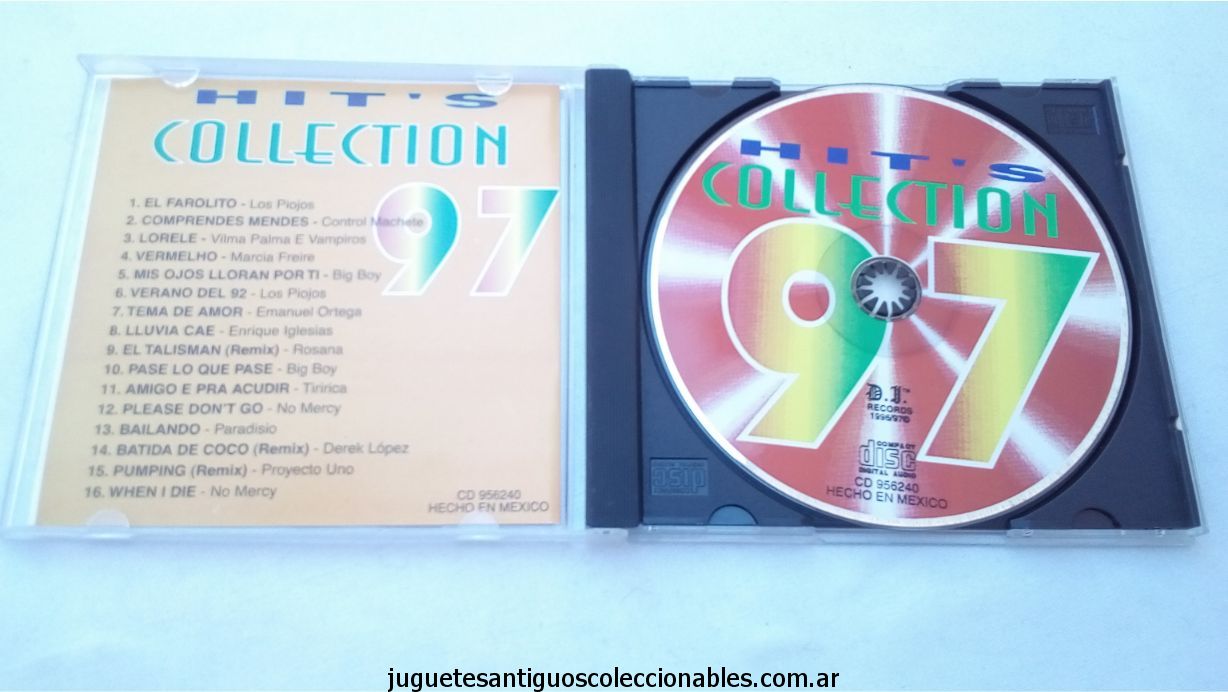 HIT'S
COLLECTION
97
1. EL FAROLITO - Los Piojos
2. COMPRENDES MENDES - Control Machete
3. LORELE - Vilma Palma E Vampiros
4. VERMELHO - Marcia Freire
5. MIS OJOS LLORAN POR TI - Big Boy
6. VERANO DEL 92 - Los Piojos
7. TEMA DE AMOR - Emanuel Ortega
8. LLUVIA CAE - Enrique Iglesias
9. EL TALISMAN (Remix) - Rosana
10. PASE LO QUE PASE - Big Boy
11. AMIGO E PRA ACUDIR - Tiririca
12. PLEASE DON'T GO - No Mercy
13. BAILANDO - Paradisio
14. BATIDA DE COCO (Remix) - Derek López
15. PUMPING (Remix) - Proyecto Uno
16. WHEN I DIE - No Mercy
CD 956240
HECHO EN MEXICO
HIT'S
COLLECTION
97
D.J.™
RECORDS
1996/97©
COMPACT
disc
DIGITAL AUDIO
CD 956240
HECHO EN MEXICO
juguetesantiguoscoleccionables.com.ar